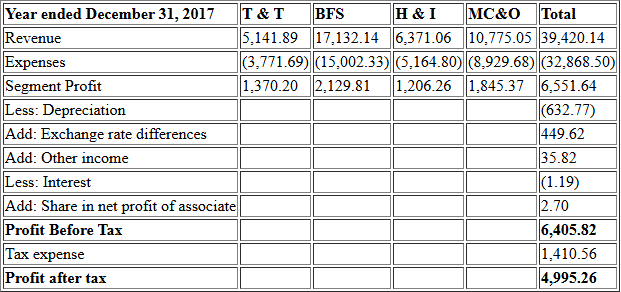 Year ended December 31, 2017 T & T BFS H & I MC&O Total
Revenue 5,141.89 17,132.14 6,371.06 10,775.05 39,420.14
Expenses (3,771.69) (15,002.33) (5,164.80) (8,929.68) (32,868.50)
Segment Profit 1,370.20 2,129.81 1,206.26 1,845.37 6,551.64
Less: Depreciation (632.77)
Add: Exchange rate differences 449.62
Add: Other income 35.82
Less: Interest (1.19)
Add: Share in net profit of associate 2.70
Profit Before Tax 6,405.82
Tax expense 1,410.56
Profit after tax 4,995.26